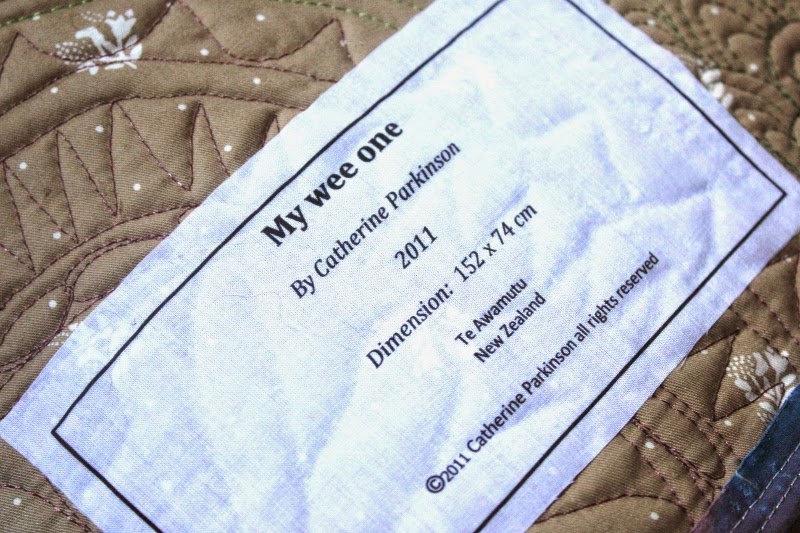 My wee one
By Catherine Parkinson
2011
Dimension: 152 x 74 cm
Te Awamutu
New Zealand
©2011 Catherine Parkinson all rights reserved